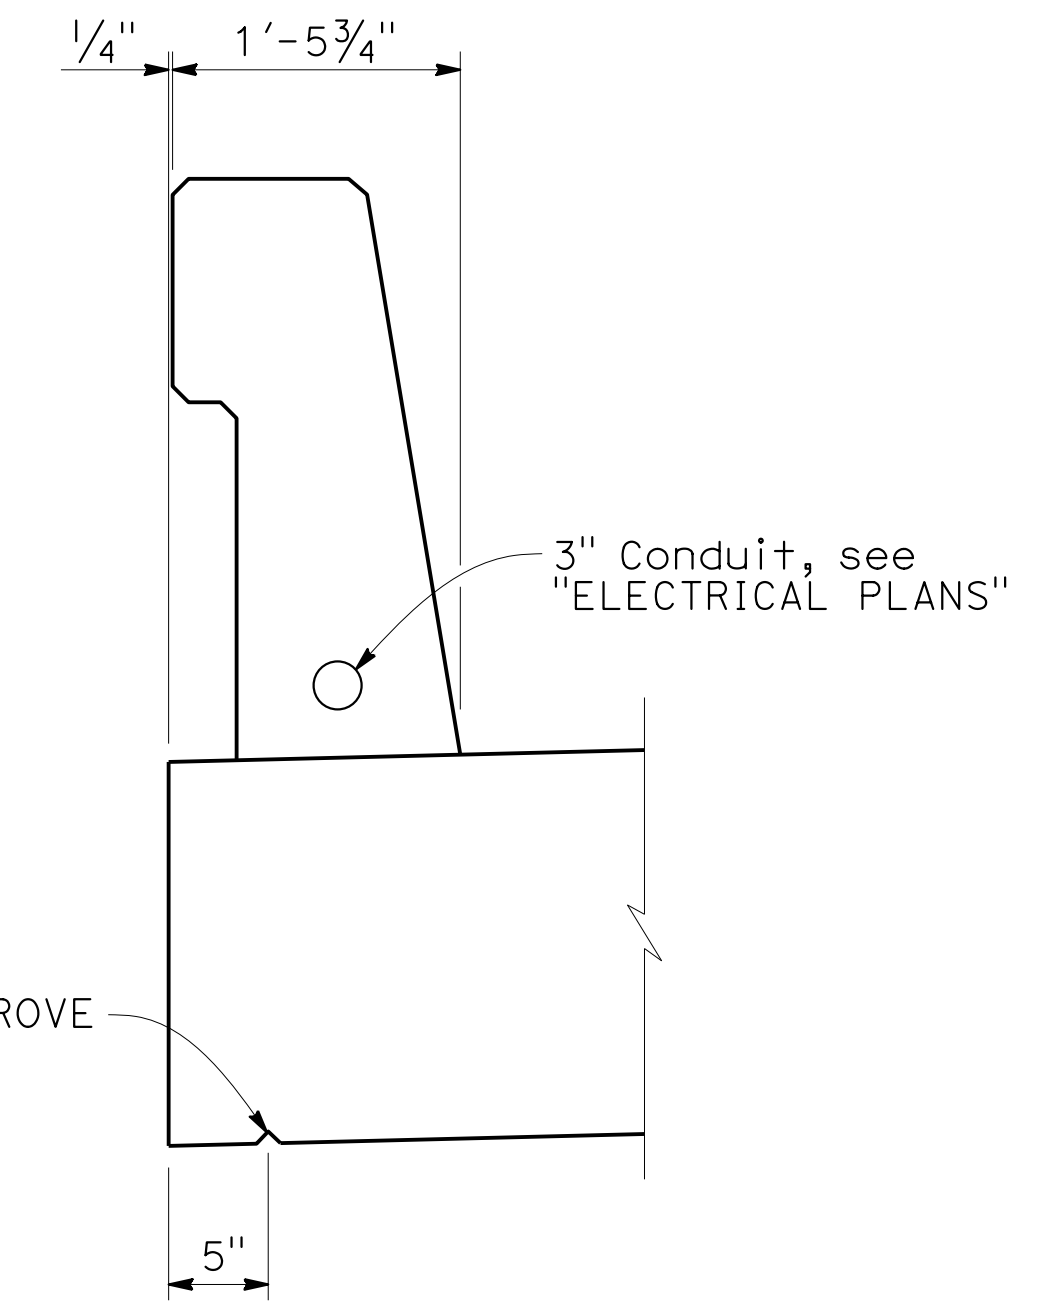 1/4" 1'-5 3/4"
3" Conduit, see
"ELECTRICAL PLANS"
ROVE
5"